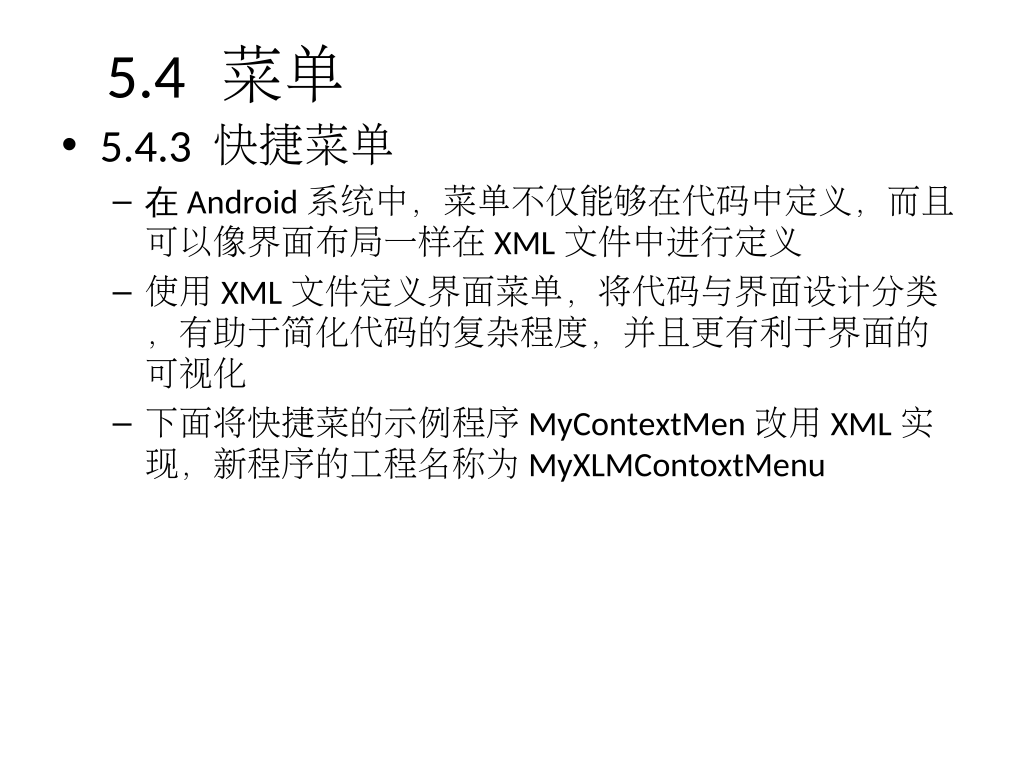 5.4 菜单
• 5.4.3 快捷菜单
– 在 Android 系统中，菜单不仅能够在代码中定义，而且
可以像界面布局一样在 XML 文件中进行定义
– 使用 XML 文件定义界面菜单，将代码与界面设计分类
，有助于简化代码的复杂程度，并且更有利于界面的
可视化
– 下面将快捷菜的示例程序 MyContextMen 改用 XML 实
现，新程序的工程名称为 MyXLMContoxtMenu